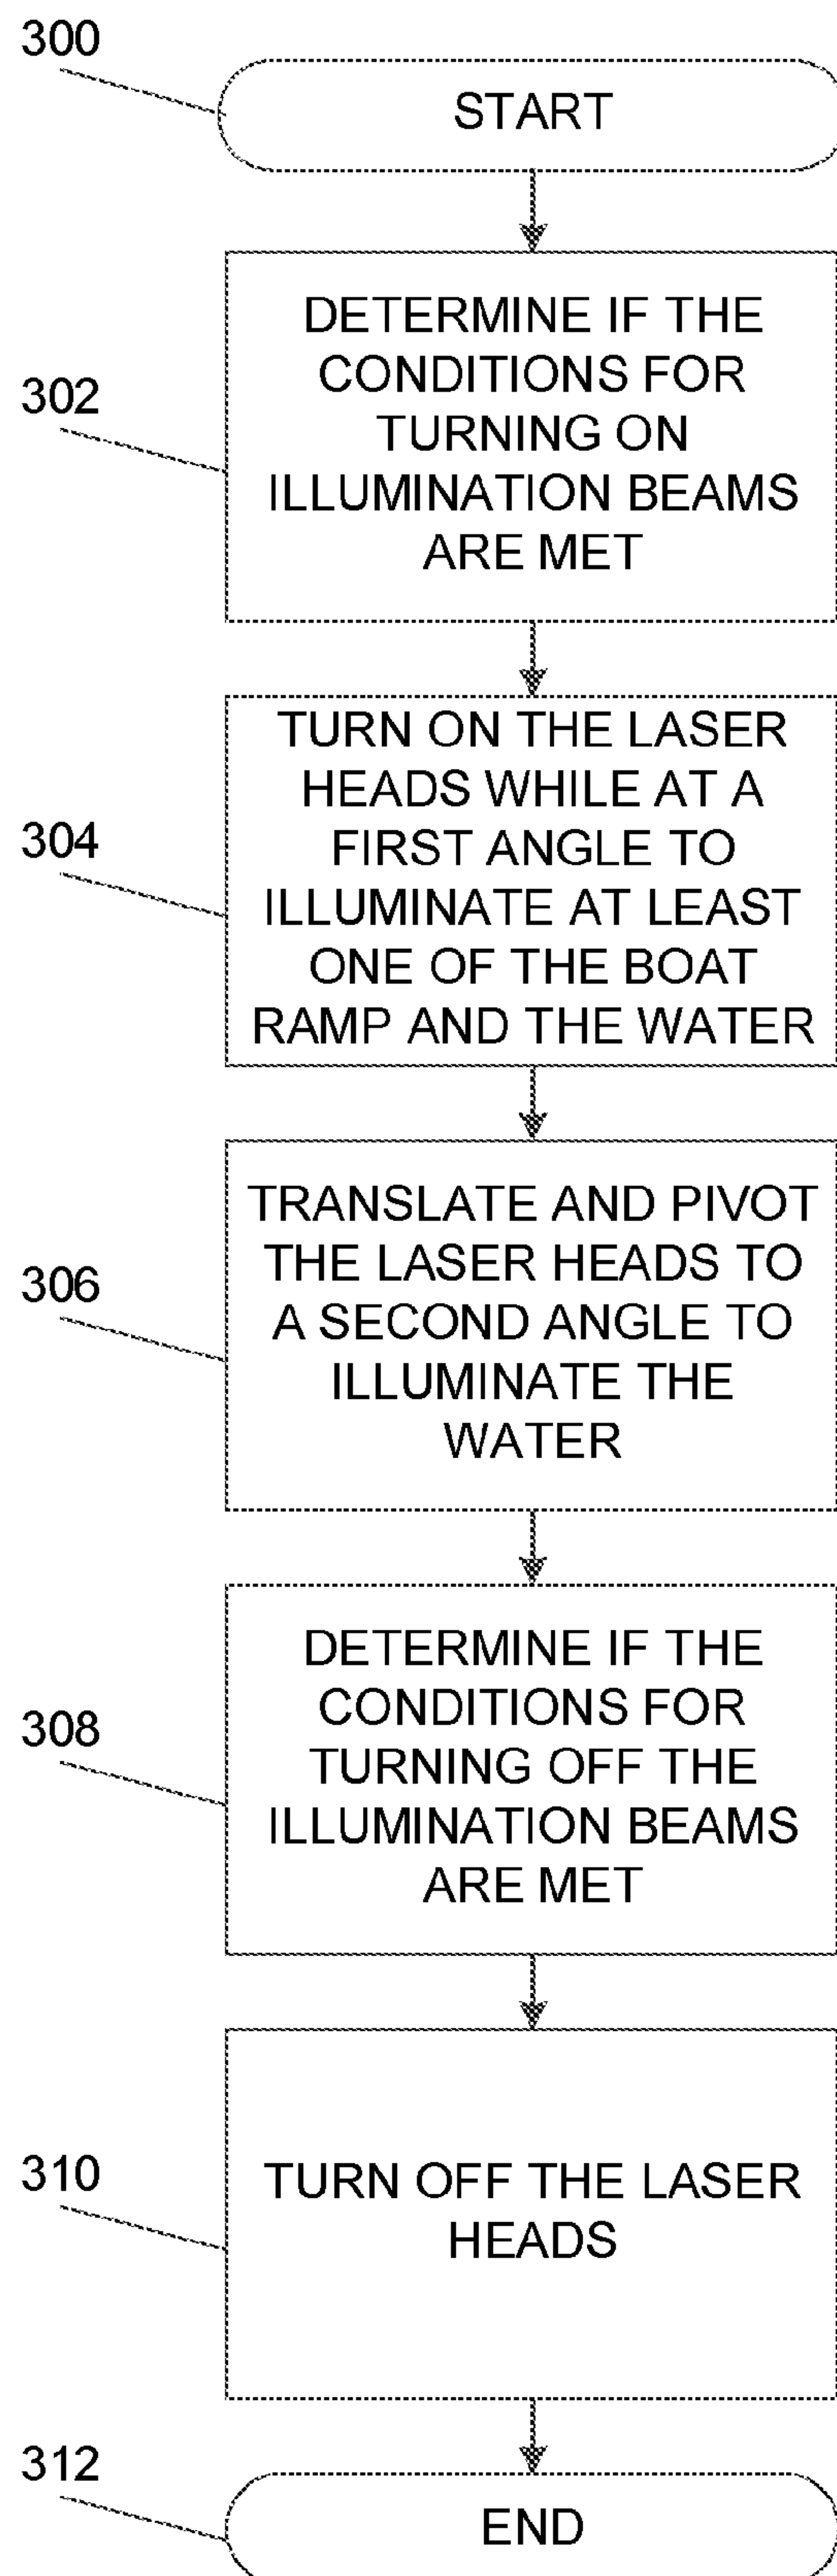 300
START
302
DETERMINE IF THE
CONDITIONS FOR
TURNING ON
ILLUMINATION BEAMS
ARE MET
304
TURN ON THE LASER
HEADS WHILE AT A
FIRST ANGLE TO
ILLUMINATE AT LEAST
ONE OF THE BOAT
RAMP AND THE WATER
306
TRANSLATE AND PIVOT
THE LASER HEADS TO
A SECOND ANGLE TO
ILLUMINATE THE
WATER
308
DETERMINE IF THE
CONDITIONS FOR
TURNING OFF THE
ILLUMINATION BEAMS
ARE MET
310
TURN OFF THE LASER
HEADS
312
END